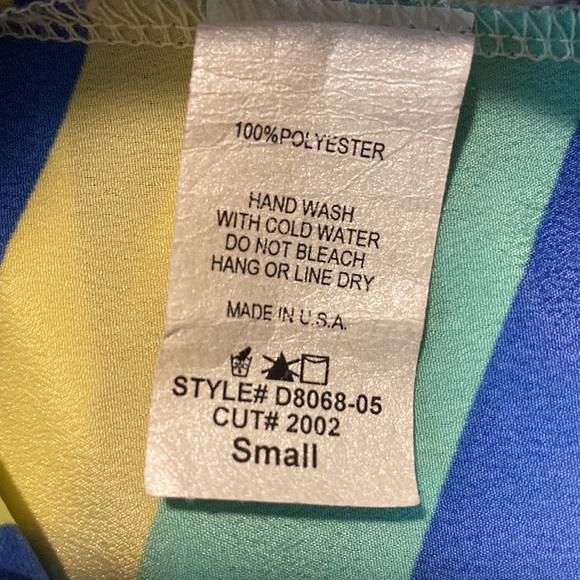 100%POLYESTER
HAND WASH
WITH COLD WATER
DO NOT BLEACH
HANG OR LINE DRY
MADE IN U.S.A.
STYLE# D8068-05
CUT# 2002
Small